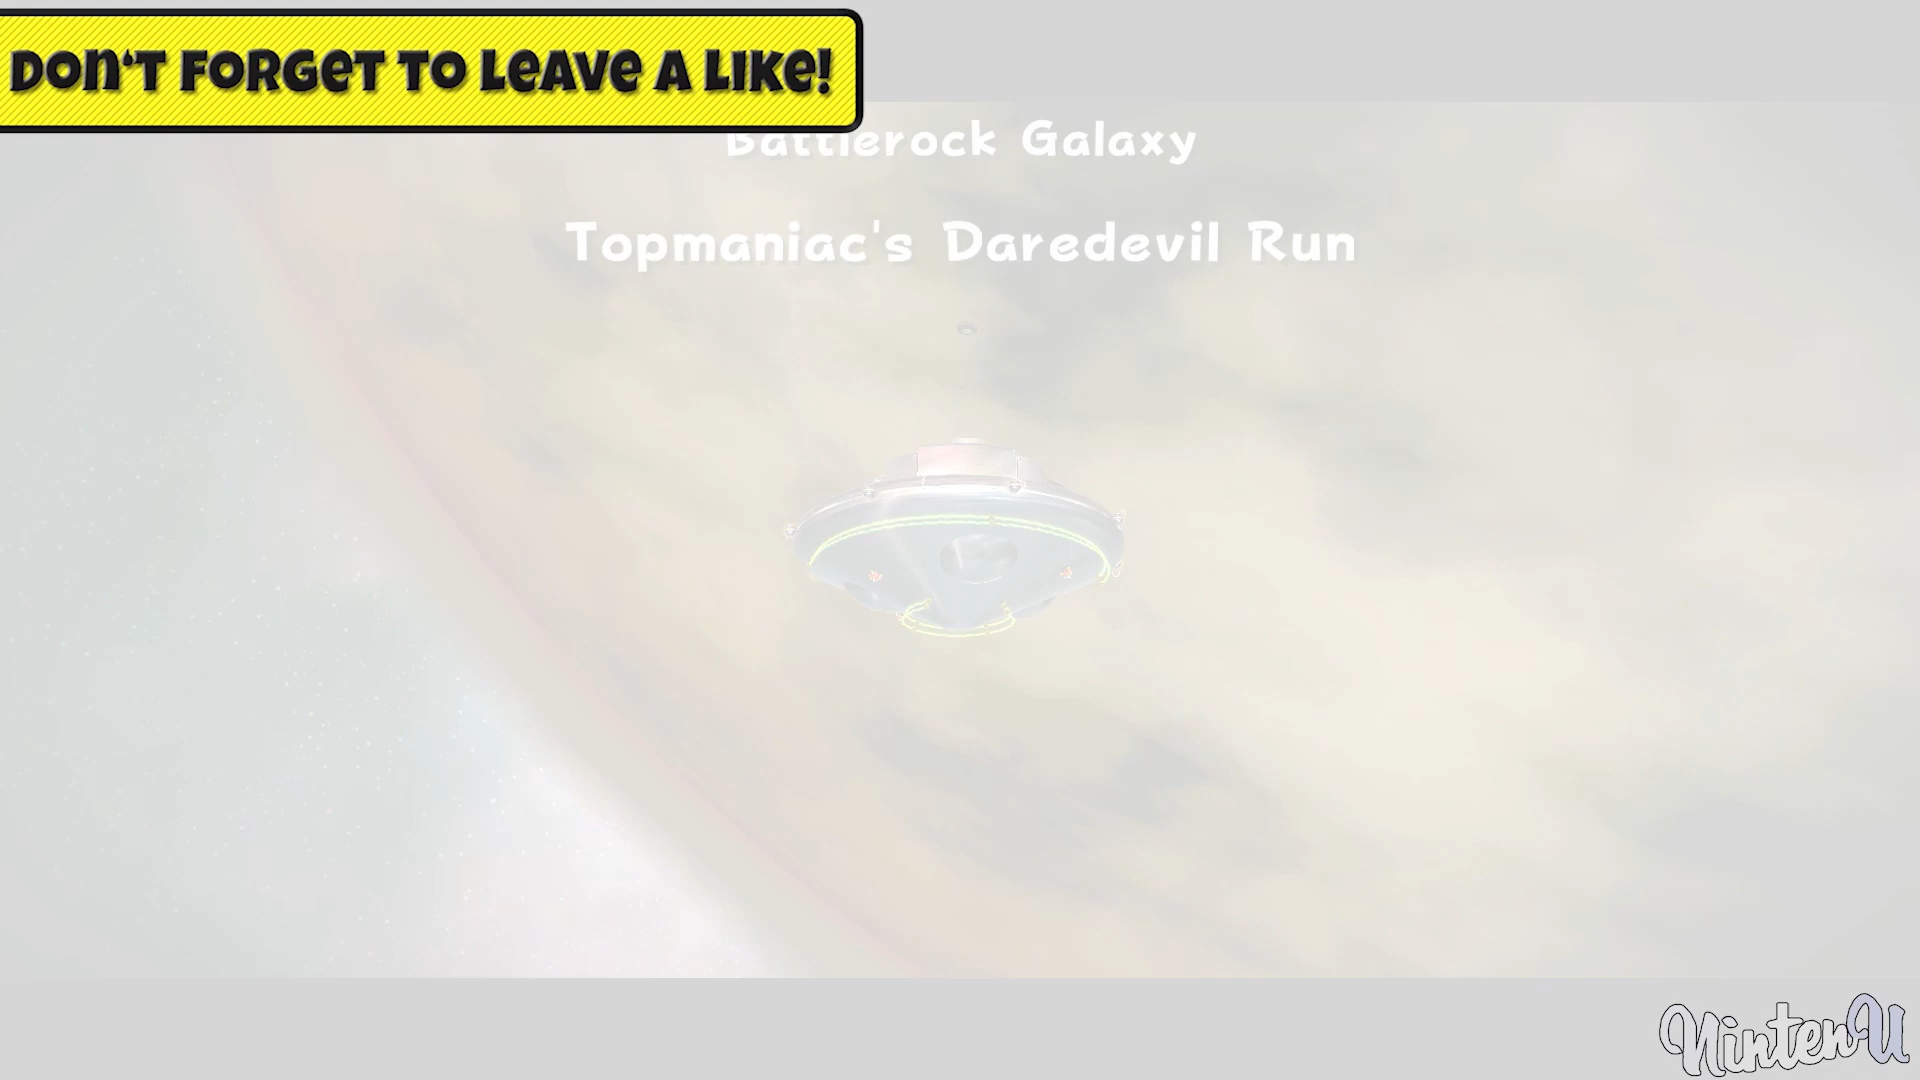 DON'T FORGET TO LEAVE A LIKE!
Battlerock Galaxy
Topmaniac's Daredevil Run
NintenU